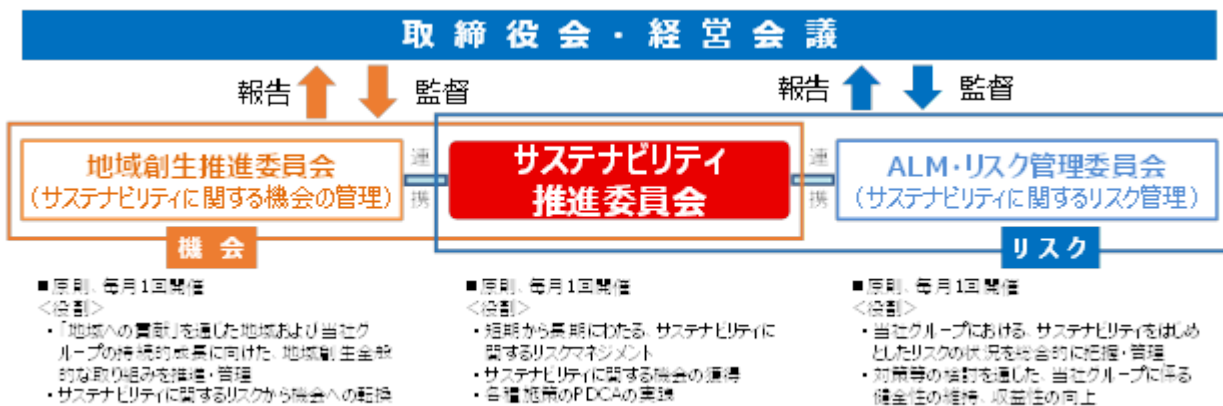 取締役会・経営会議
報告 監督
報告 監督
地域創生推進委員会
(サステナビリティに関する機会の管理)
機会
連携
サステナビリティ
推進委員会
連携
ALM・リスク管理委員会
(サステナビリティに関するリスク管理)
リスク
■原則、毎月1回開催
<役割>
・「地域への貢献」を通じた地域および当社グ
ループの持続的成長に向けた、地域創生全般
的な取り組みを推進・管理
・サステナビリティに関するリスクから機会への転換
■原則、毎月1回開催
<役割>
・短期から長期にわたる、サステナビリティに
関するリスクマネジメント
・サステナビリティに関する機会の獲得
・各種施策のPDCAの実践
■原則、毎月1回開催
<役割>
・当社グループにおける、サステナビリティをはじめ
としたリスクの状況を総合的に把握・管理
・対策等の検討を通じた、当社グループに係る
健全性の維持、収益性の向上